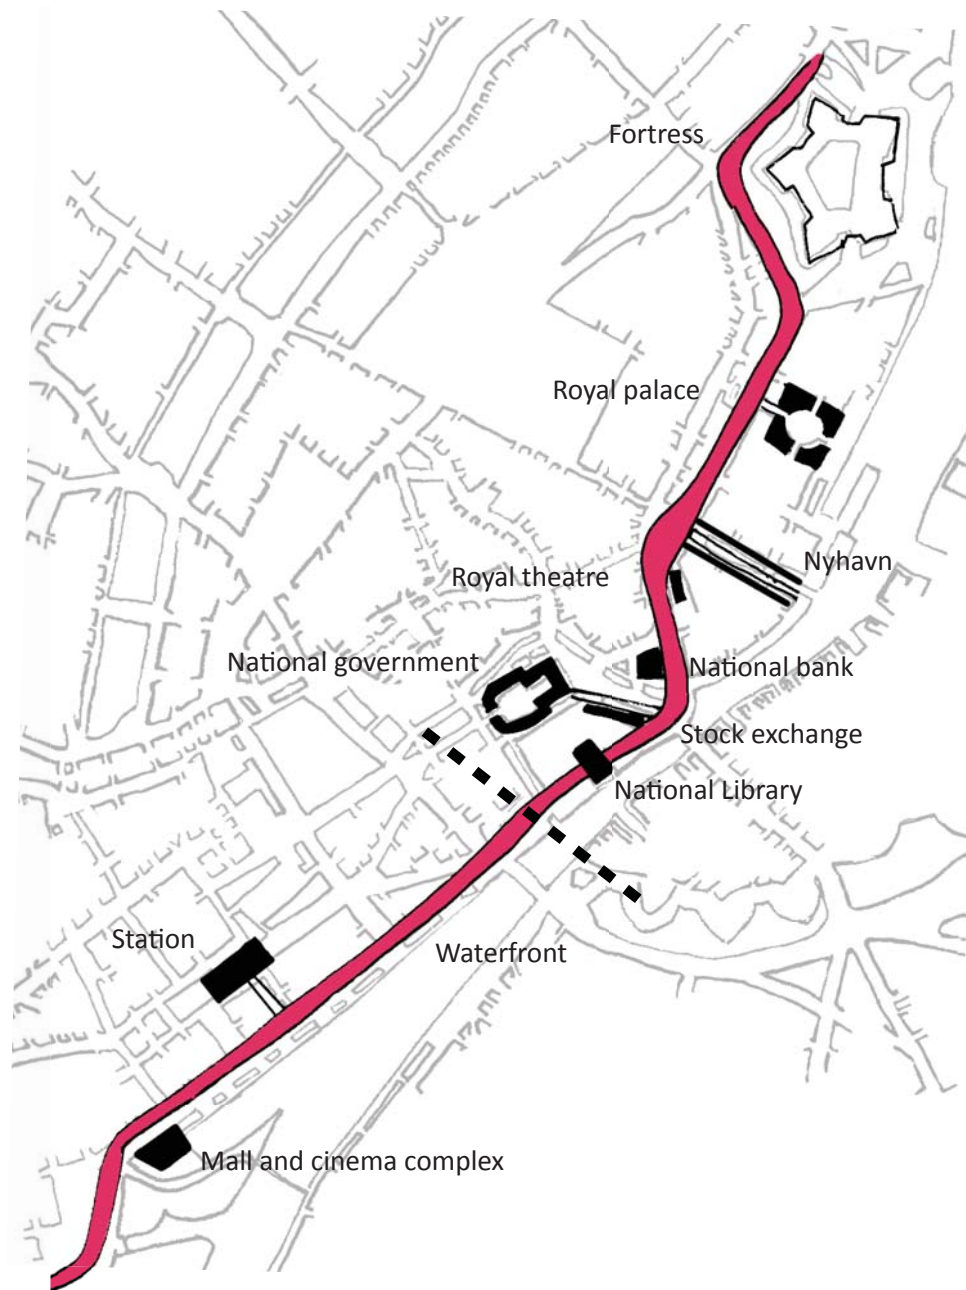 Fortress
Royal palace
Nyhavn
Royal theatre
National government
National bank
Stock exchange
National Library
Station
Waterfront
Mall and cinema complex